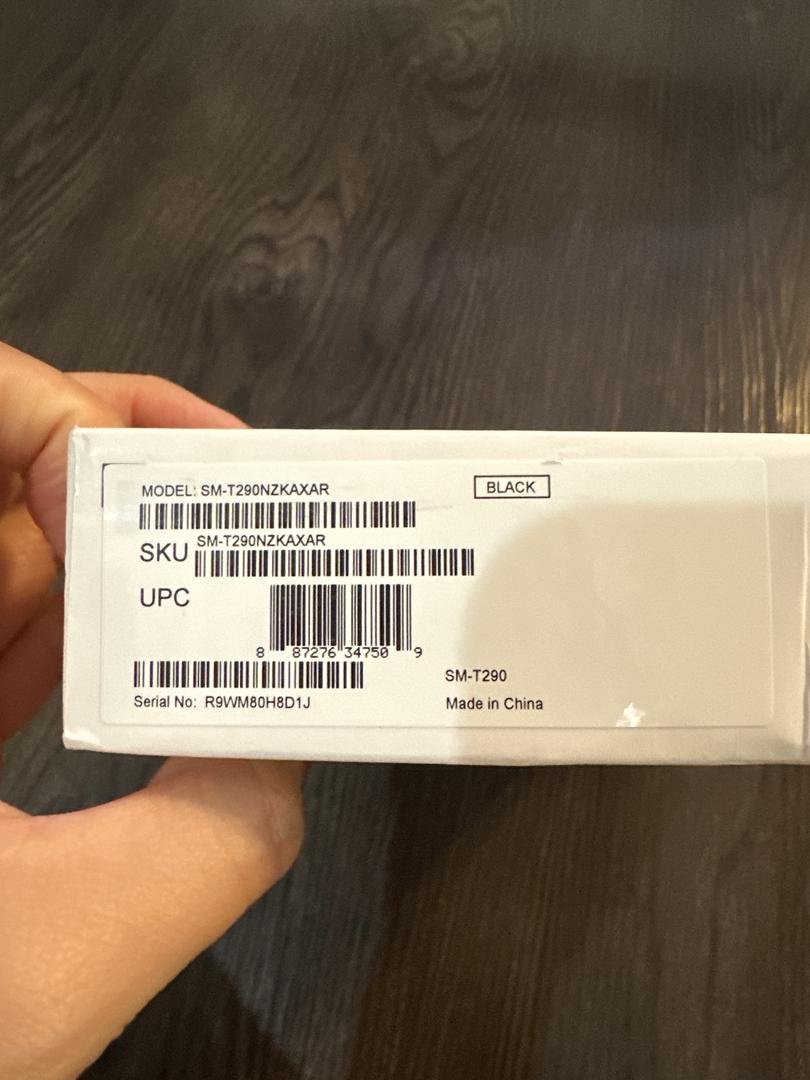 MODEL: SM-T290NZKAXAR
BLACK
SM-T290NZKAXAR
SKU
UPC
8 87276 34750 9
SM-T290
Serial No: R9WM80H8D1J
Made in China